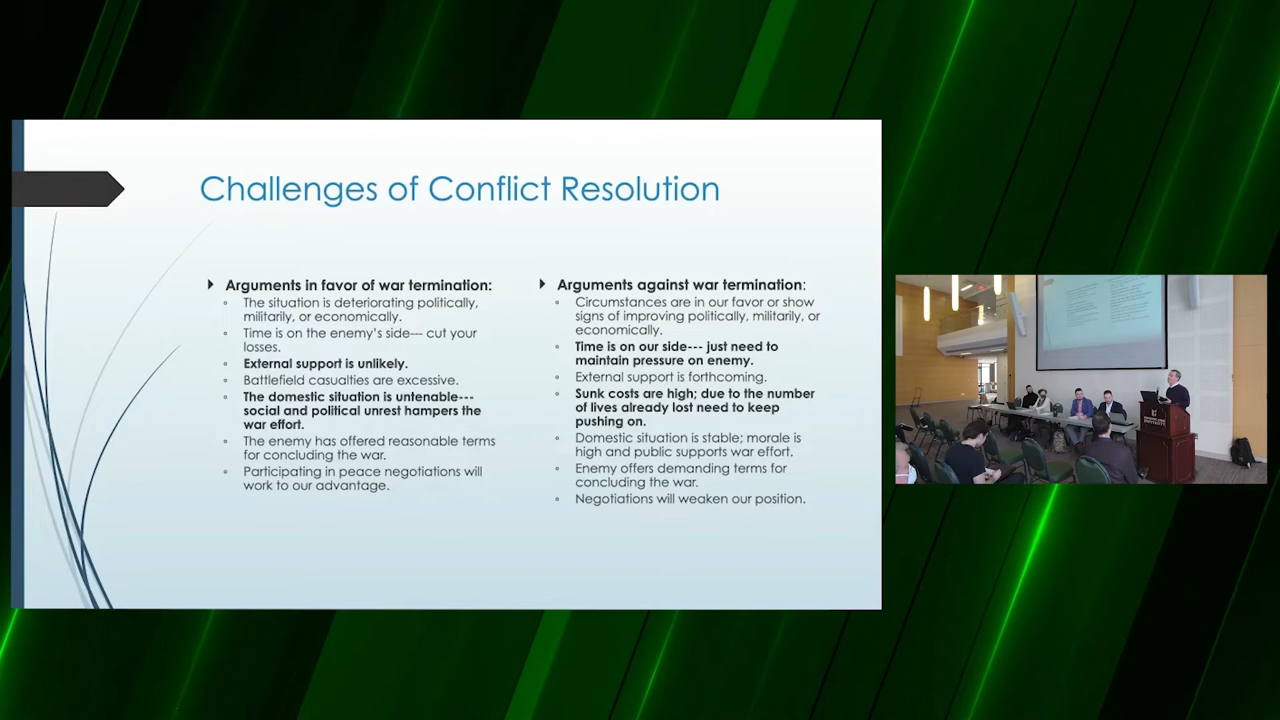 Challenges of Conflict Resolution
Arguments in favor of war termination:
The situation is deteriorating politically,
militarily, or economically.
Time is on the enemy's side--- cut your
losses.
External support is unlikely.
Battlefield casualties are excessive.
The domestic situation is untenable---
social and political unrest hampers the
war effort.
The enemy has offered reasonable terms
for concluding the war.
Participating in peace negotiations will
work to our advantage.
Arguments against war termination:
Circumstances are in our favor or show
signs of improving politically, militarily, or
economically.
Time is on our side--- just need to
maintain pressure on enemy.
External support is forthcoming.
Sunk costs are high; due to the number
of lives already lost need to keep
pushing on.
Domestic situation is stable; morale is
high and public supports war effort.
Enemy offers demanding terms for
concluding the war.
Negotiations will weaken our position.
UNIVERSITY